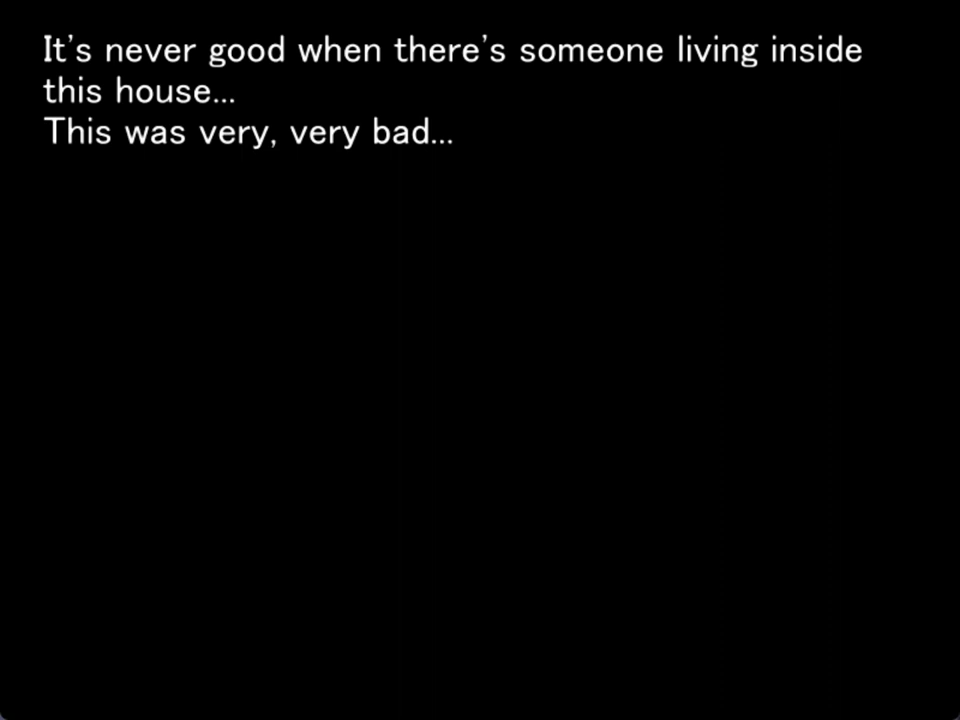 It's never good when there's someone living inside
this house...
This was very, very bad...